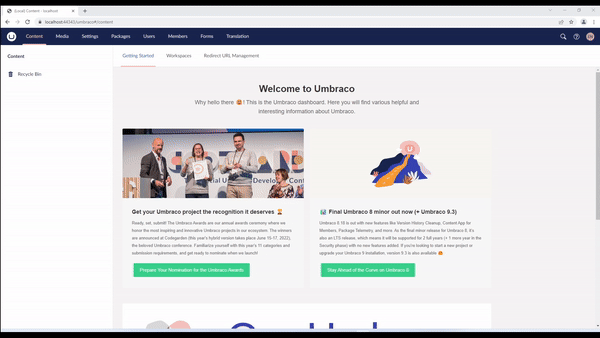 (Local) Content - localhost
localhost:44343/umbraco#/content
Content Media Settings Packages Users Members Forms Translation
Content
Recycle Bin
Getting Started Workspaces Redirect URL Management
Welcome to Umbraco
Why hello there 🤗! This is the Umbraco dashboard. Here you will find various helpful and
interesting information about Umbraco.
Get your Umbraco project the recognition it deserves 🏆
Ready, set, submit! The Umbraco Awards are our annual awards ceremony where we
honor the most inspiring and innovative Umbraco projects in our ecosystem. The
winners are announced at Codegarden (this year's hybrid version takes place June 15-17, 2022),
the beloved Umbraco conference. Familiarize yourself with this year's 11 categories and
submission requirements, and get ready to nominate when we launch!
Prepare Your Nomination for the Umbraco Awards
Final Umbraco 8 minor out now (+ Umbraco 9.3)
Umbraco 8.18 is out with new features like Version History Cleanup, Content App for
Members, Package Telemetry, and more. As the final minor release for Umbraco 8, it's
also an LTS release, which means it will be supported for 2 full years (+ 1 more year in the
Security phase) with no new features added. If you're looking to start a new project or
upgrade your Umbraco 9 installation, version 9.3 is also available
Stay Ahead of the Curve on Umbraco 8